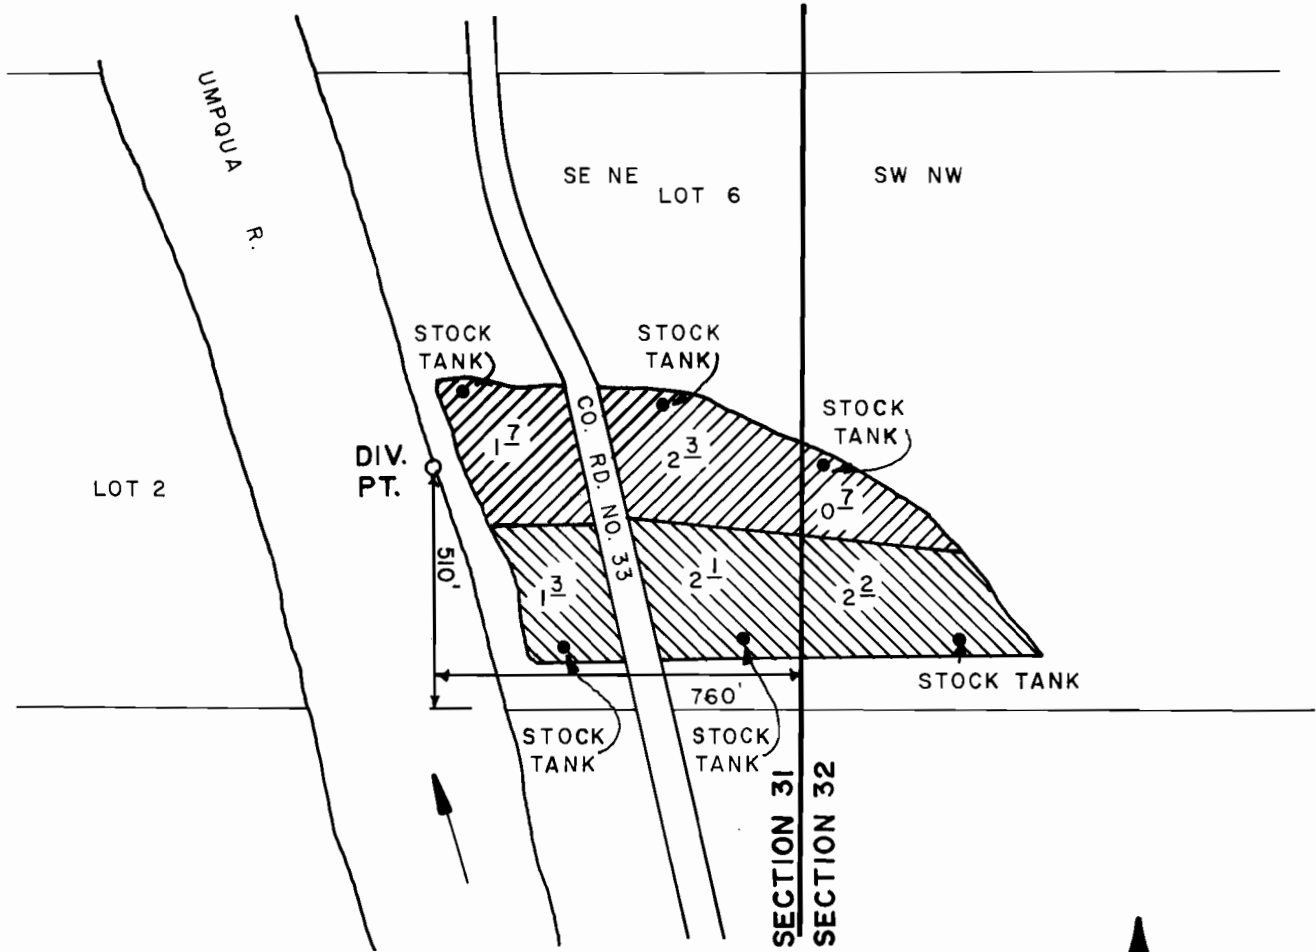 UMPQUA R.
SE NE
LOT 6
SW NW
STOCK
TANK
STOCK
TANK
STOCK
TANK
DIV.
PT.
LOT 2
1 7
2 3
0 7
CO. RD. NO. 33
510'
1 3
2 1
2 2
760'
STOCK TANK
STOCK
TANK
STOCK
TANK
SECTION 31
SECTION 32